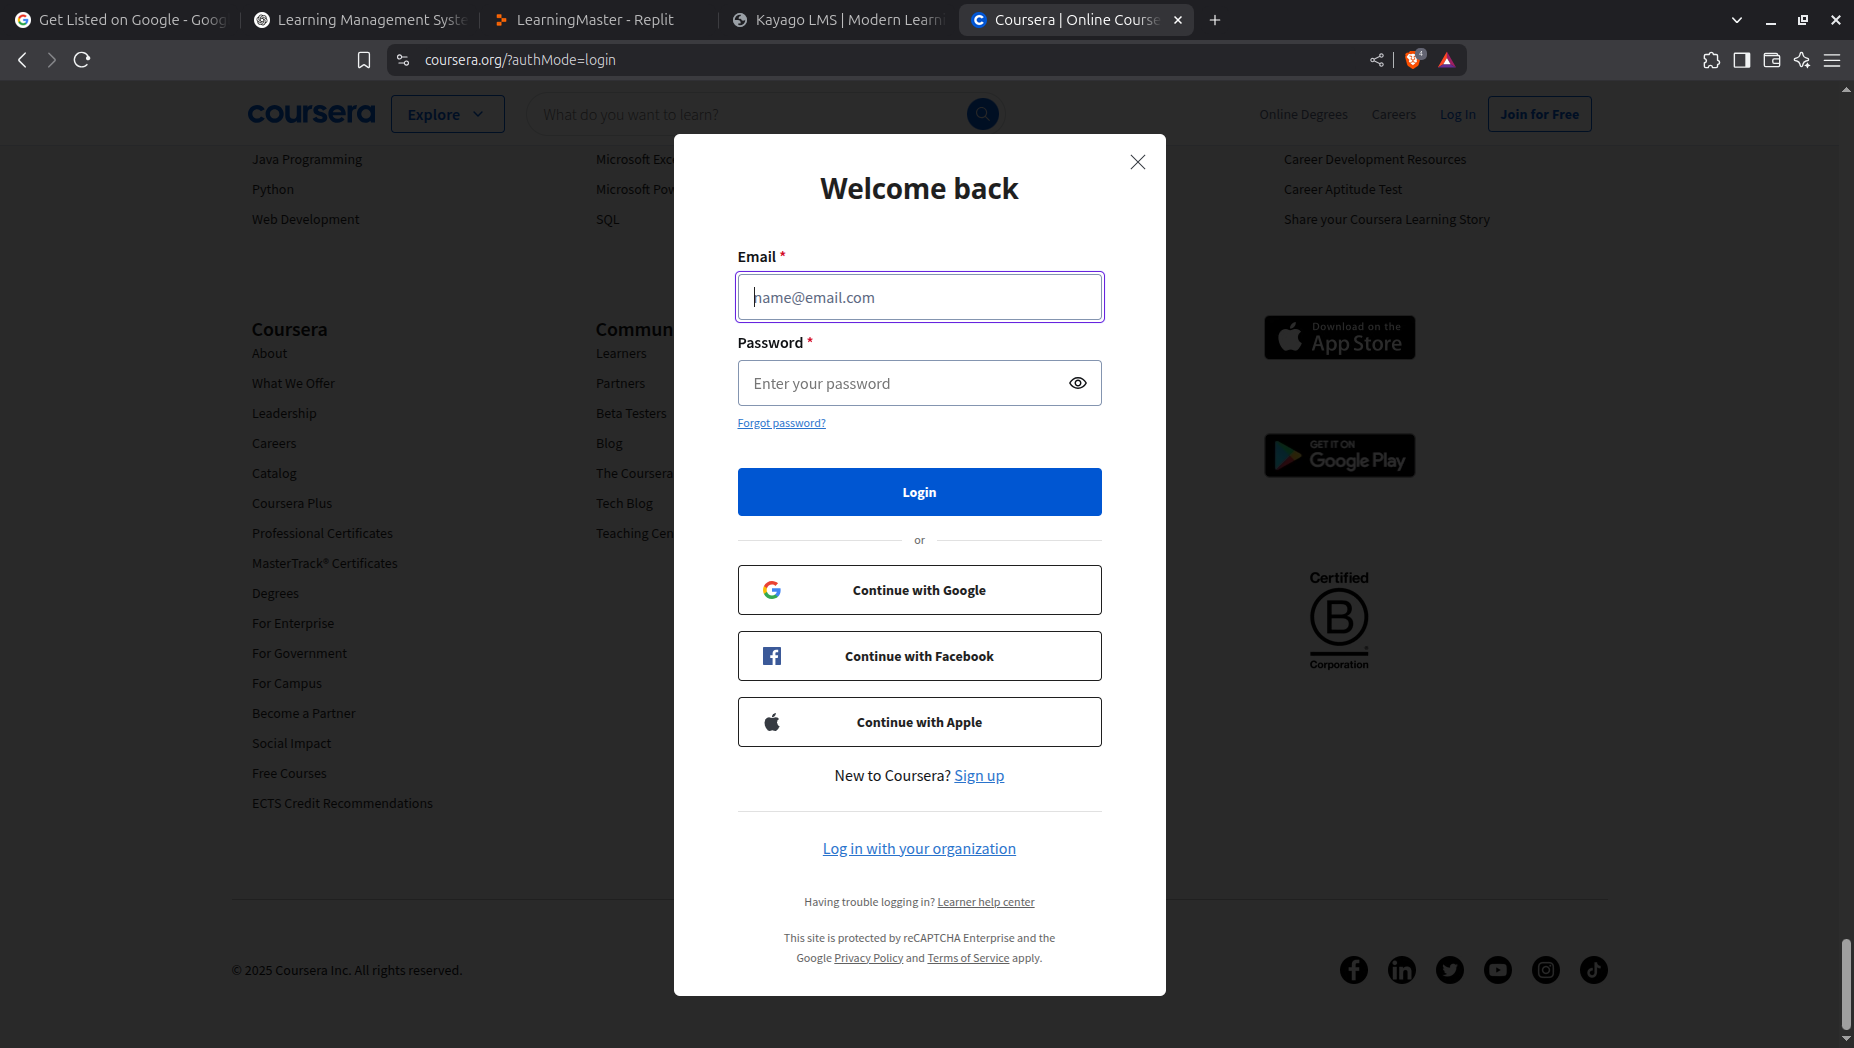 Get Listed on Google - Goog
Learning Management Syste
LearningMaster - Replit
Kayago LMS | Modern Learni
Coursera | Online Course
coursera.org/?authMode=login
4
coursera
Explore
What do you want to learn?
Online Degrees
Careers
Log In
Join for Free
Java Programming
Python
Web Development
Microsoft Exce
Microsoft Pow
SQL
Career Development Resources
Career Aptitude Test
Share your Coursera Learning Story
Coursera
About
What We Offer
Leadership
Careers
Catalog
Coursera Plus
Professional Certificates
MasterTrack® Certificates
Degrees
For Enterprise
For Government
For Campus
Become a Partner
Social Impact
Free Courses
ECTS Credit Recommendations
Commun
Learners
Partners
Beta Testers
Blog
The Coursera
Tech Blog
Teaching Cen
Welcome back
Email *
name@email.com
Password *
Enter your password
Forgot password?
Login
or
Continue with Google
Continue with Facebook
Continue with Apple
New to Coursera? Sign up
Log in with your organization
Having trouble logging in? Learner help center
This site is protected by reCAPTCHA Enterprise and the
Google Privacy Policy and Terms of Service apply.
Download on the
App Store
GET IT ON
Google Play
Certified
B
Corporation
© 2025 Coursera Inc. All rights reserved.